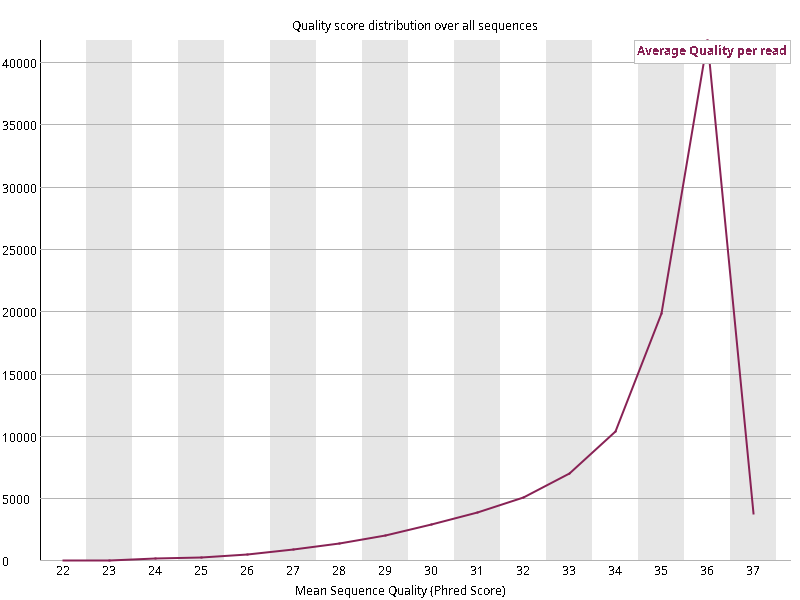 Quality score distribution over all sequences
Average Quality per read
40000
35000
30000
25000
20000
15000
10000
5000
0
22 23 24 25 26 27 28 29 30 31 32 33 34 35 36 37
Mean Sequence Quality (Phred Score)